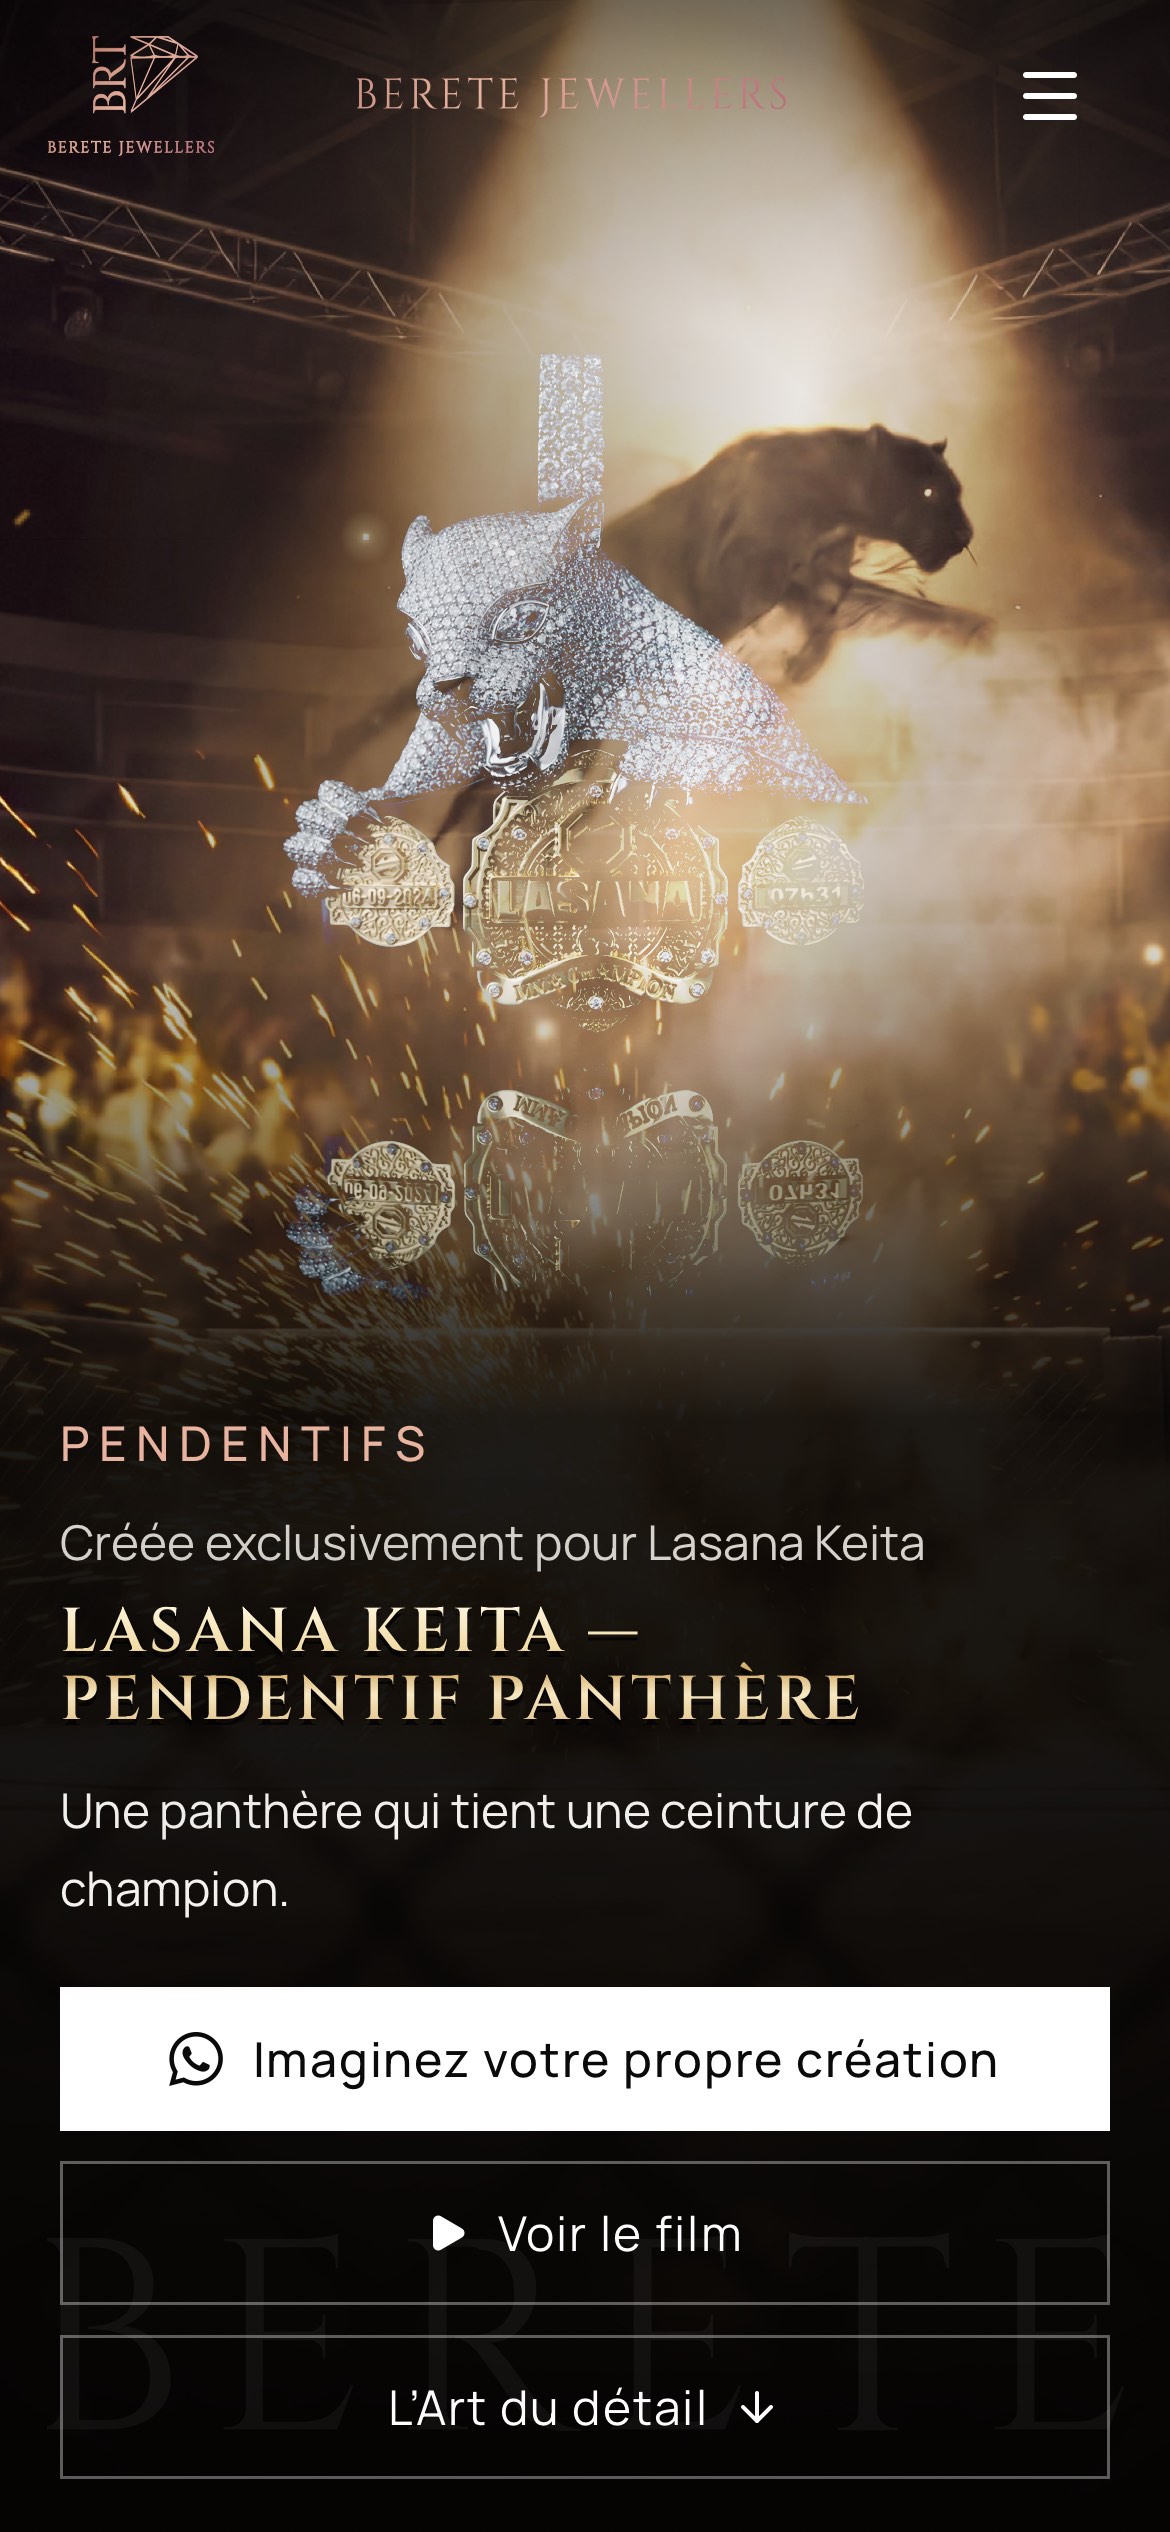 BRT
BERETE JEWELLERS
BERETE JEWELLERS
06-09-2024
LASANA
07h31
MMA CHAMPION
PENDENTIFS
Créée exclusivement pour Lasana Keita
LASANA KEITA —
PENDENTIF PANTHÈRE
Une panthère qui tient une ceinture de
champion.
Imaginez votre propre création
Voir le film
L’Art du détail ↓
BERETE